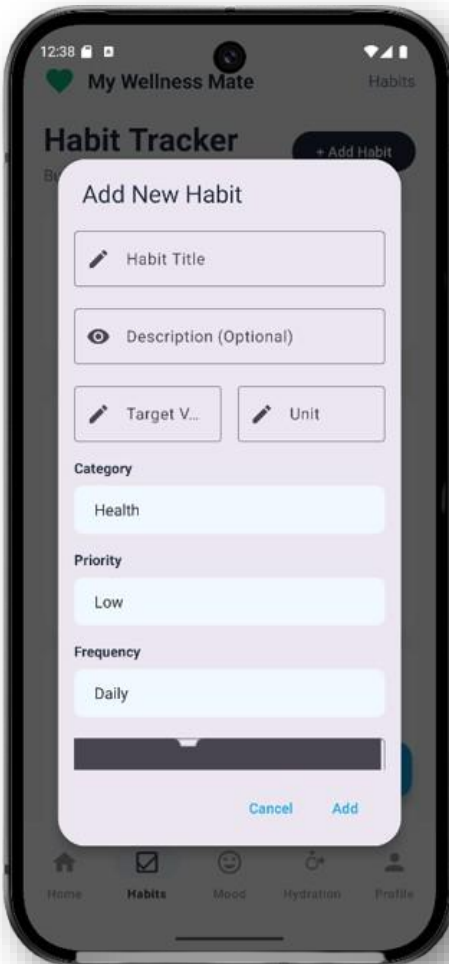 12:38
My Wellness Mate
Habits
Habit Tracker
+ Add Habit
Bu
Add New Habit
Habit Title
Description (Optional)
Target V...
Unit
Category
Health
Priority
Low
Frequency
Daily
Cancel
Add
Home
Habits
Mood
Hydration
Profile